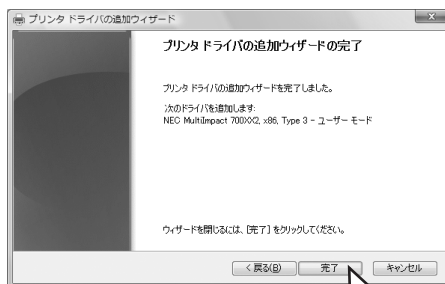 プリンタ ドライバの追加ウィザード
プリンタ ドライバの追加ウィザードの完了
プリンタ ドライバの追加ウィザードを完了しました。
次のドライバを追加します:
NEC MultiImpact 700XX2, x86, Type 3 - ユーザー モード
ウィザードを閉じるには、[完了] をクリックしてください。
< 戻る(B)
完了
キャンセル